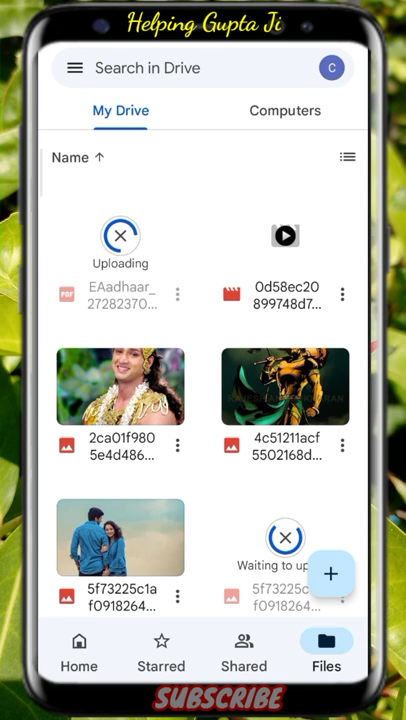 Helping Gupta Ji
Search in Drive
C
My Drive
Computers
Name ↑
Uploading
PDF
EAadhaar_
27282370...
0d58ec20
899748d7...
2ca01f980
5e4d486...
4c51211acf
5502168d...
5f73225c1a
f0918264...
Waiting to up
5f73225c
f0918264...
+
Home
Starred
Shared
Files
SUBSCRIBE